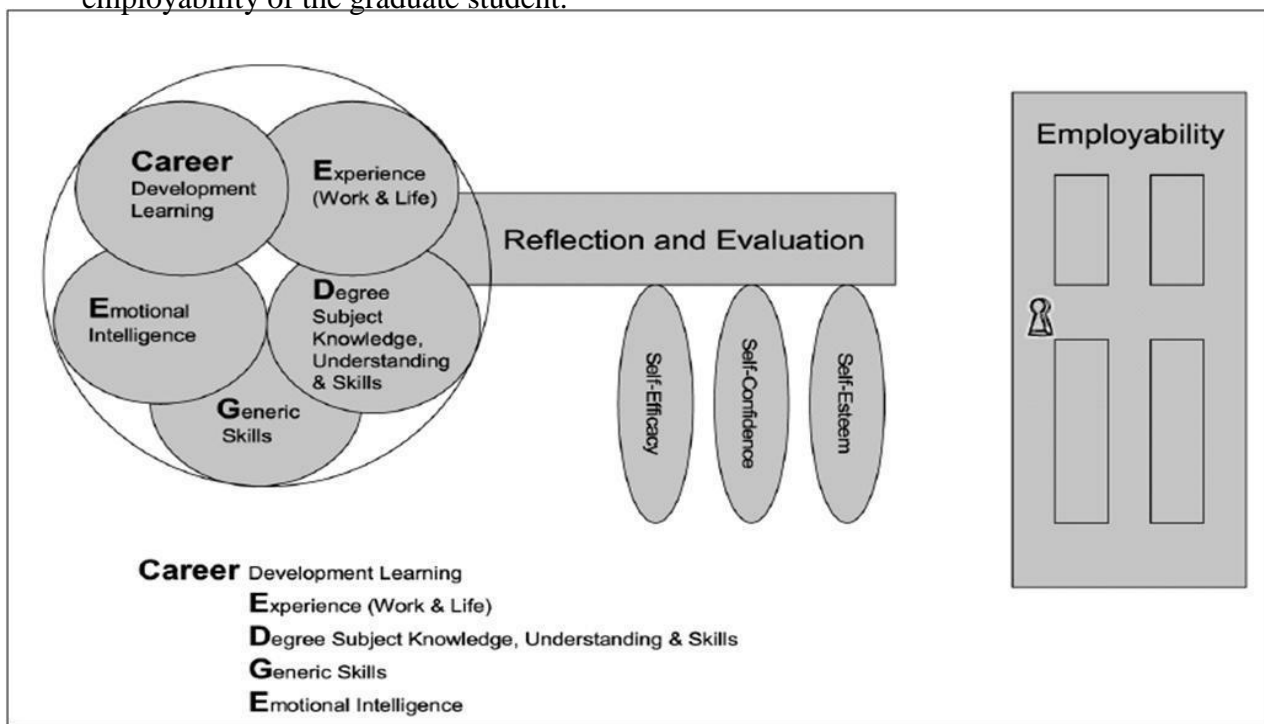 employability of the graduate student.
Career
Development
Learning
Experience
(Work & Life)
Emotional
Intelligence
Degree
Subject
Knowledge,
Understanding
& Skills
Generic
Skills
Reflection and Evaluation
Self-Efficacy
Self-Confidence
Self-Esteem
Employability
Career Development Learning
Experience (Work & Life)
Degree Subject Knowledge, Understanding & Skills
Generic Skills
Emotional Intelligence